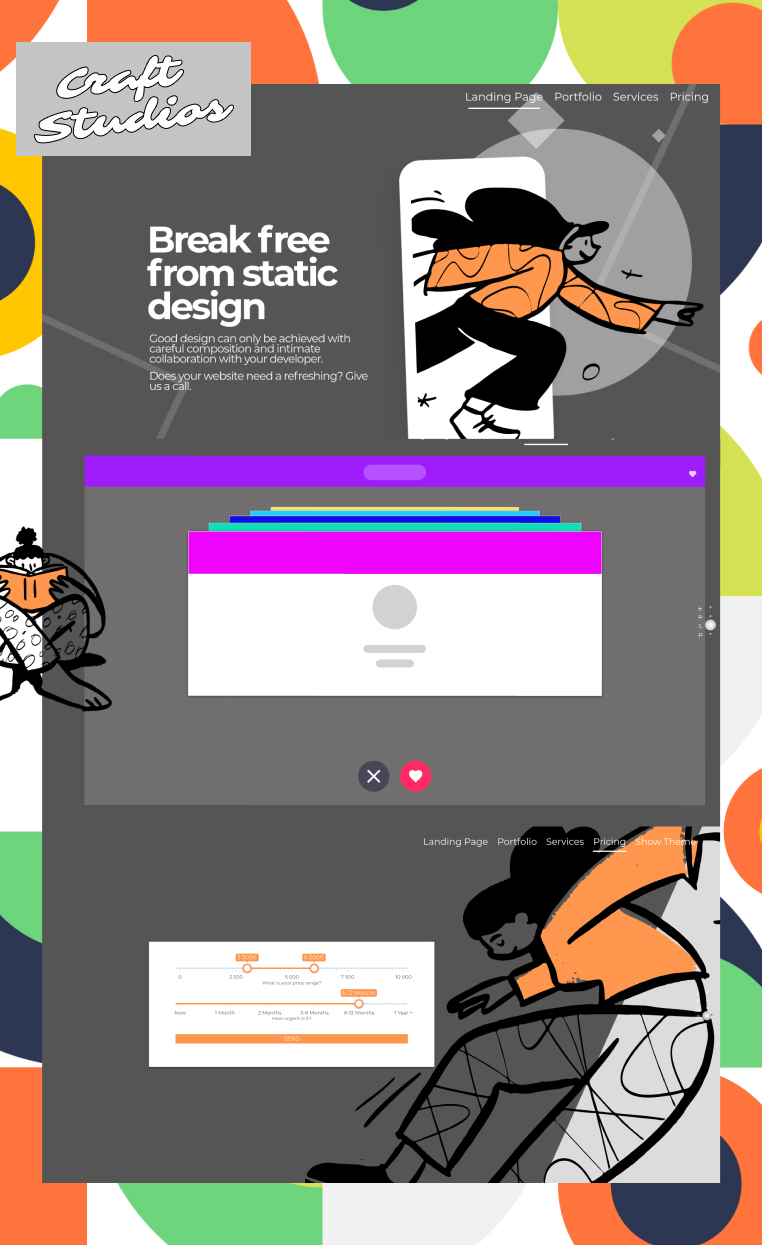 Craft
Studios
Landing Page Portfolio Services Pricing
Break free
from static
design
Good design can only be achieved with
careful composition and intimate
collaboration with your developer.
Does your website need a refreshing? Give
us a call.
Landing Page Portfolio Services Pricing Show Theme
3 000€ 6 000€
0 2 500 5 000 7 500 10 000
What is your price range?
6-12 Months
Now 1 Month 2 Months 3-6 Months 6-12 Months 1 Year +
How urgent is it?
SEND